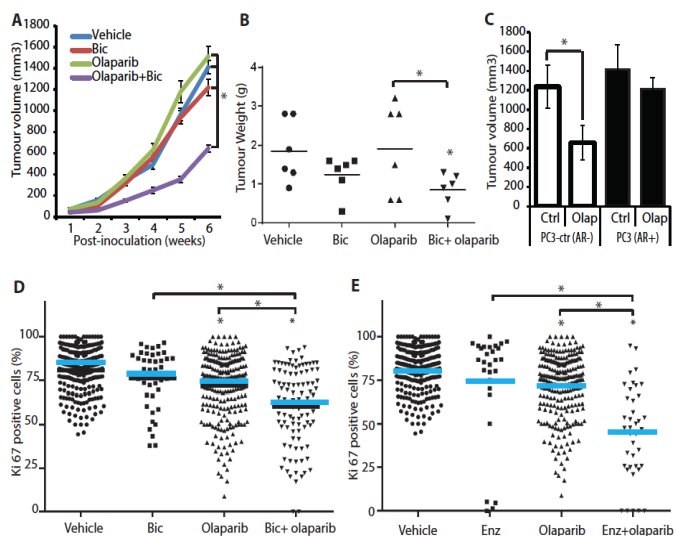 A
Tumour volume (mm3)
1800
1600
1400
1200
1000
800
600
400
200
0
Vehicle
Bic
Olaparib
Olaparib+Bic
*
1 2 3 4 5 6
Post-inoculation (weeks)
B
Tumour Weight (g)
6
4
2
0
*
*
Vehicle Bic Olaparib Bic+ olaparib
C
Tumour volume (mm3)
1800
1600
1400
1200
1000
800
600
400
200
0
*
Ctrl Olap Ctrl Olap
PC3-ctr (AR-) PC3 (AR+)
D
Ki 67 positive cells (%)
100
75
50
25
0
*
*
* *
Vehicle Bic Olaparib Bic+ olaparib
E
Ki 67 positive cells (%)
100
75
50
25
0
*
*
* *
Vehicle Enz Olaparib Enz+olaparib